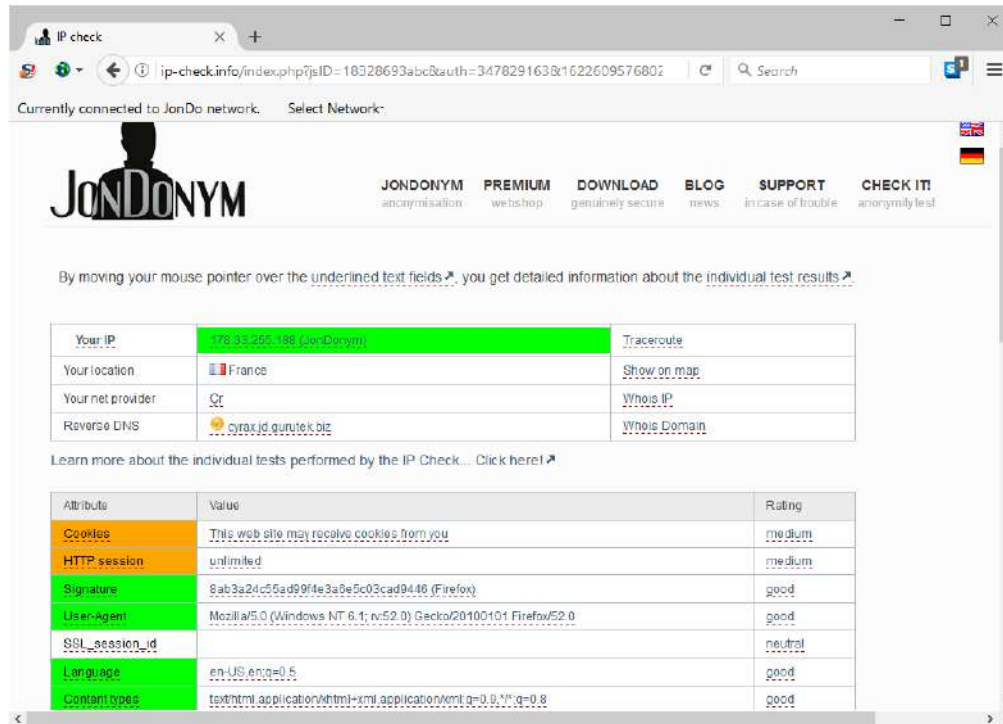 IP check
ip-check.info/index.php?jsID=18328693abc&auth=347829163&1622609576802
Search
S 1
Currently connected to JonDo network. Select Network
JONDONYM
JONDONYM PREMIUM DOWNLOAD BLOG SUPPORT CHECK IT!
anonymisation webshop genuinely secure news in case of trouble anonymity test
By moving your mouse pointer over the underlined text fields, you get detailed information about the individual test results.
Your IP 178.33.255.188 (JonDonym) Traceroute
Your location France Show on map
Your net provider Whois IP
Reverse DNS cyrax.jd.gurutek.biz Whois Domain
Learn more about the individual tests performed by the IP Check... Click here!
Attribute Value Rating
Cookies This web site may receive cookies from you medium
HTTP session unlimited medium
Signature 8ab3a24c55ad99f4e3a6e5c03cad9446 (Firefox) good
User-Agent Mozilla/5.0 (Windows NT 6.1; rv:52.0) Gecko/20100101 Firefox/52.0 good
SSL_session_id neutral
Language en-US,en;q=0.5 good
Content types text/html,application/xhtml+xml,application/xml;q=0.9,*/*;q=0.8 good